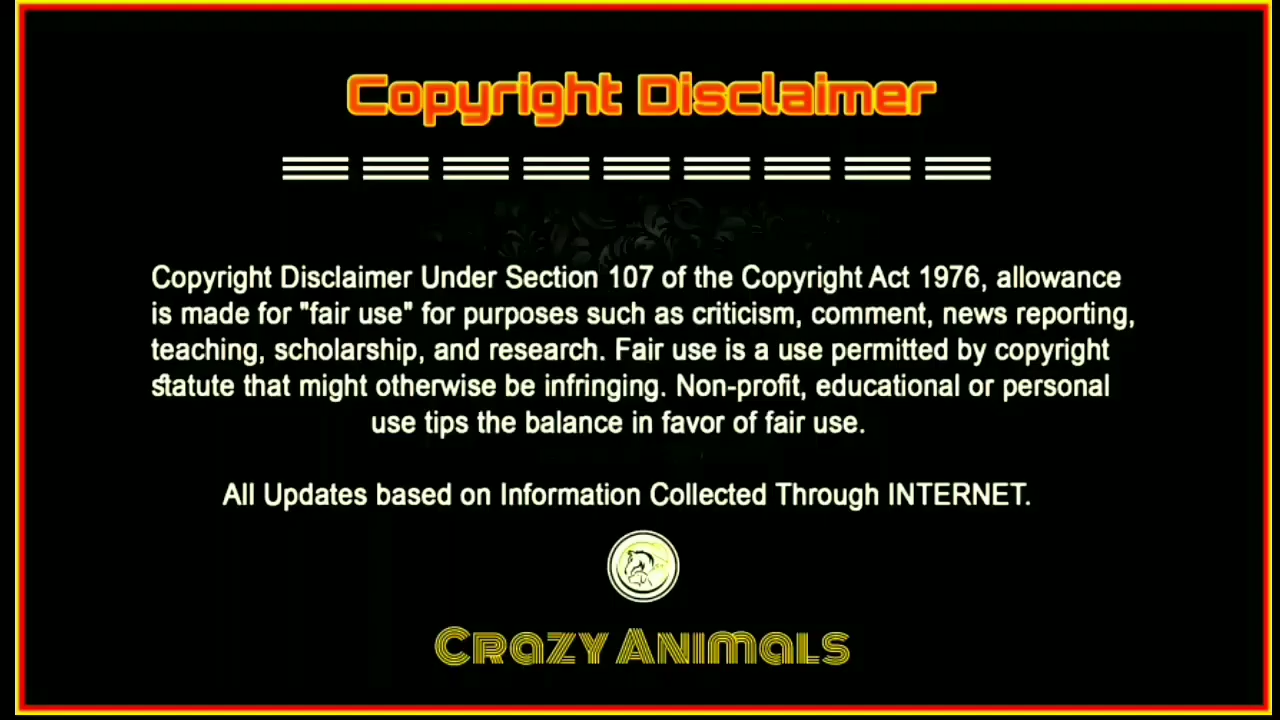 Copyright Disclaimer
Copyright Disclaimer Under Section 107 of the Copyright Act 1976, allowance
is made for "fair use" for purposes such as criticism, comment, news reporting,
teaching, scholarship, and research. Fair use is a use permitted by copyright
statute that might otherwise be infringing. Non-profit, educational or personal
use tips the balance in favor of fair use.
All Updates based on Information Collected Through INTERNET.
Crazy Animals